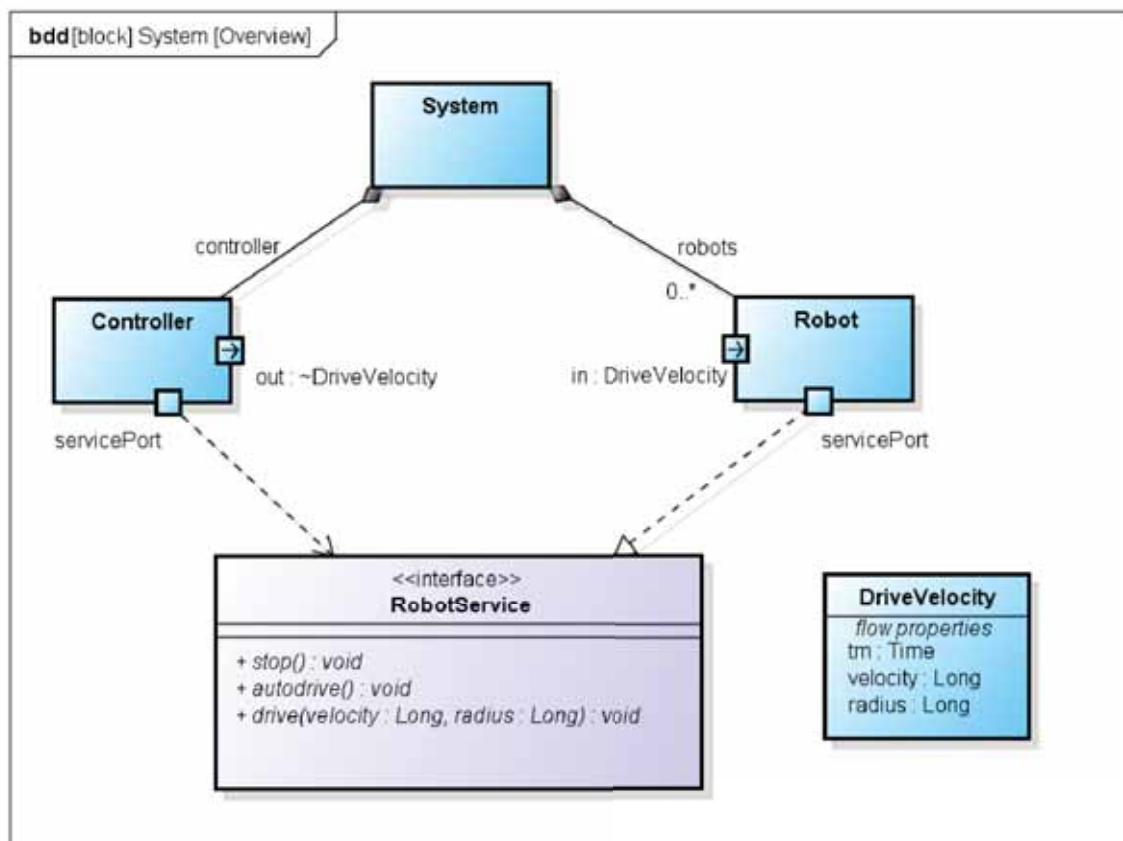 bdd [block] System [Overview]
System
controller
robots
0..*
Controller
Robot
out : ~DriveVelocity
in : DriveVelocity
servicePort
servicePort
<<interface>>
RobotService
+ stop() : void
+ autodrive() : void
+ drive(velocity : Long, radius : Long) : void
DriveVelocity
flow properties
tm : Time
velocity : Long
radius : Long